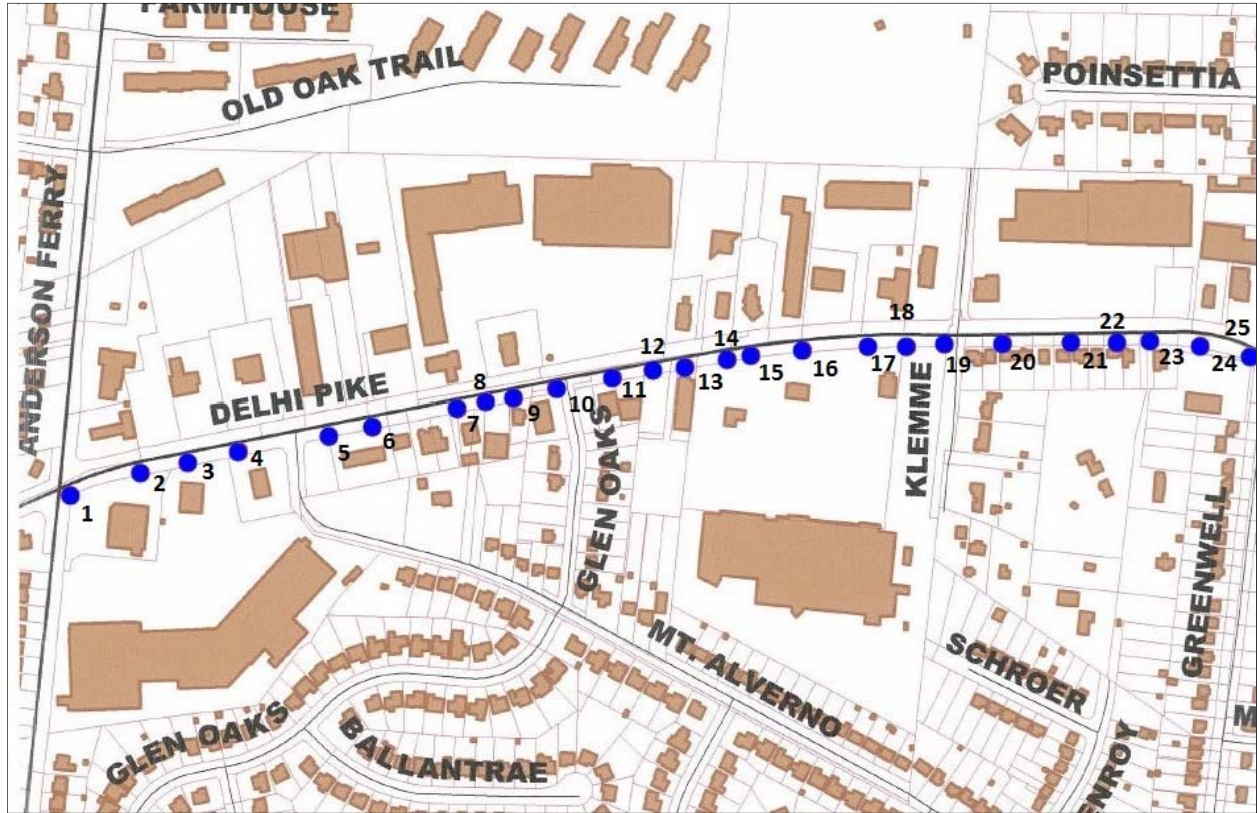 FARMHOUSE
OLD OAK TRAIL
POINSETTIA
ANDERSON FERRY
DELHI PIKE
1
2
3
4
5
6
7
8
9
10
11
12
13
14
15
16
17
18
19
20
21
22
23
24
25
GLEN OAKS
KLEMME
GREENWELL
MT. ALVERNO
SCHROER
GLEN OAKS
BALLANTRAE
ENROY
M